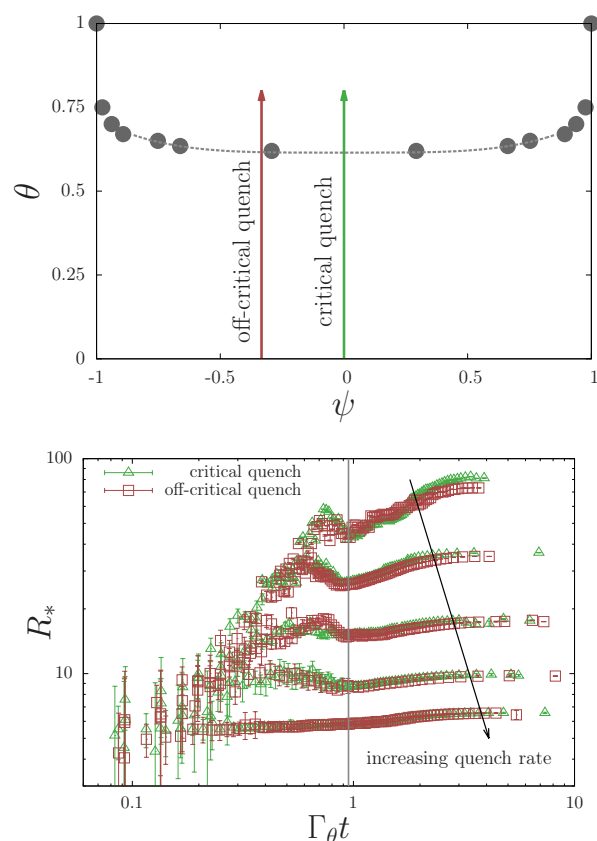 1
0.75
0.5
0.25
0
θ
off-critical quench
critical quench
-1
-0.5
0
0.5
1
ψ
100
10
R*
critical quench
off-critical quench
increasing quench rate
0.1
1
10
Γθt